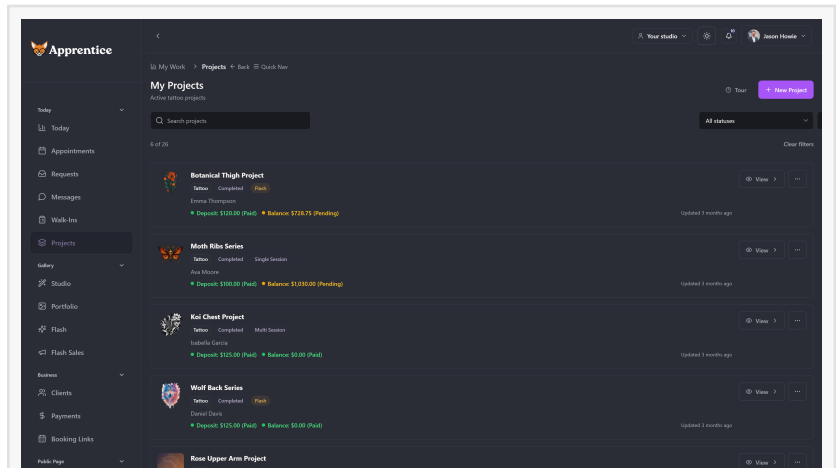 Apprentice
Your studio
10
Jason Howie
My Work > Projects ← Back Quick Nav
My Projects
Active tattoo projects
Tour
+ New Project
Search projects
All statuses
6 of 26
Clear filters
Today
Today
Appointments
Requests
Messages
Walk-Ins
Projects
Gallery
Studio
Portfolio
Flash
Flash Sales
Business
Clients
Payments
Booking Links
Public Page
Botanical Thigh Project
Tattoo Completed Flash
Emma Thompson
Deposit: $120.00 (Paid) Balance: $728.75 (Pending)
View >
Updated 3 months ago
Moth Ribs Series
Tattoo Completed Single Session
Ava Moore
Deposit: $100.00 (Paid) Balance: $1,030.00 (Pending)
View >
Updated 3 months ago
Koi Chest Project
Tattoo Completed Multi Session
Isabella Garcia
Deposit: $125.00 (Paid) Balance: $0.00 (Paid)
View >
Updated 3 months ago
Wolf Back Series
Tattoo Completed Flash
Daniel Davis
Deposit: $125.00 (Paid) Balance: $0.00 (Paid)
View >
Updated 3 months ago
Rose Upper Arm Project
View >